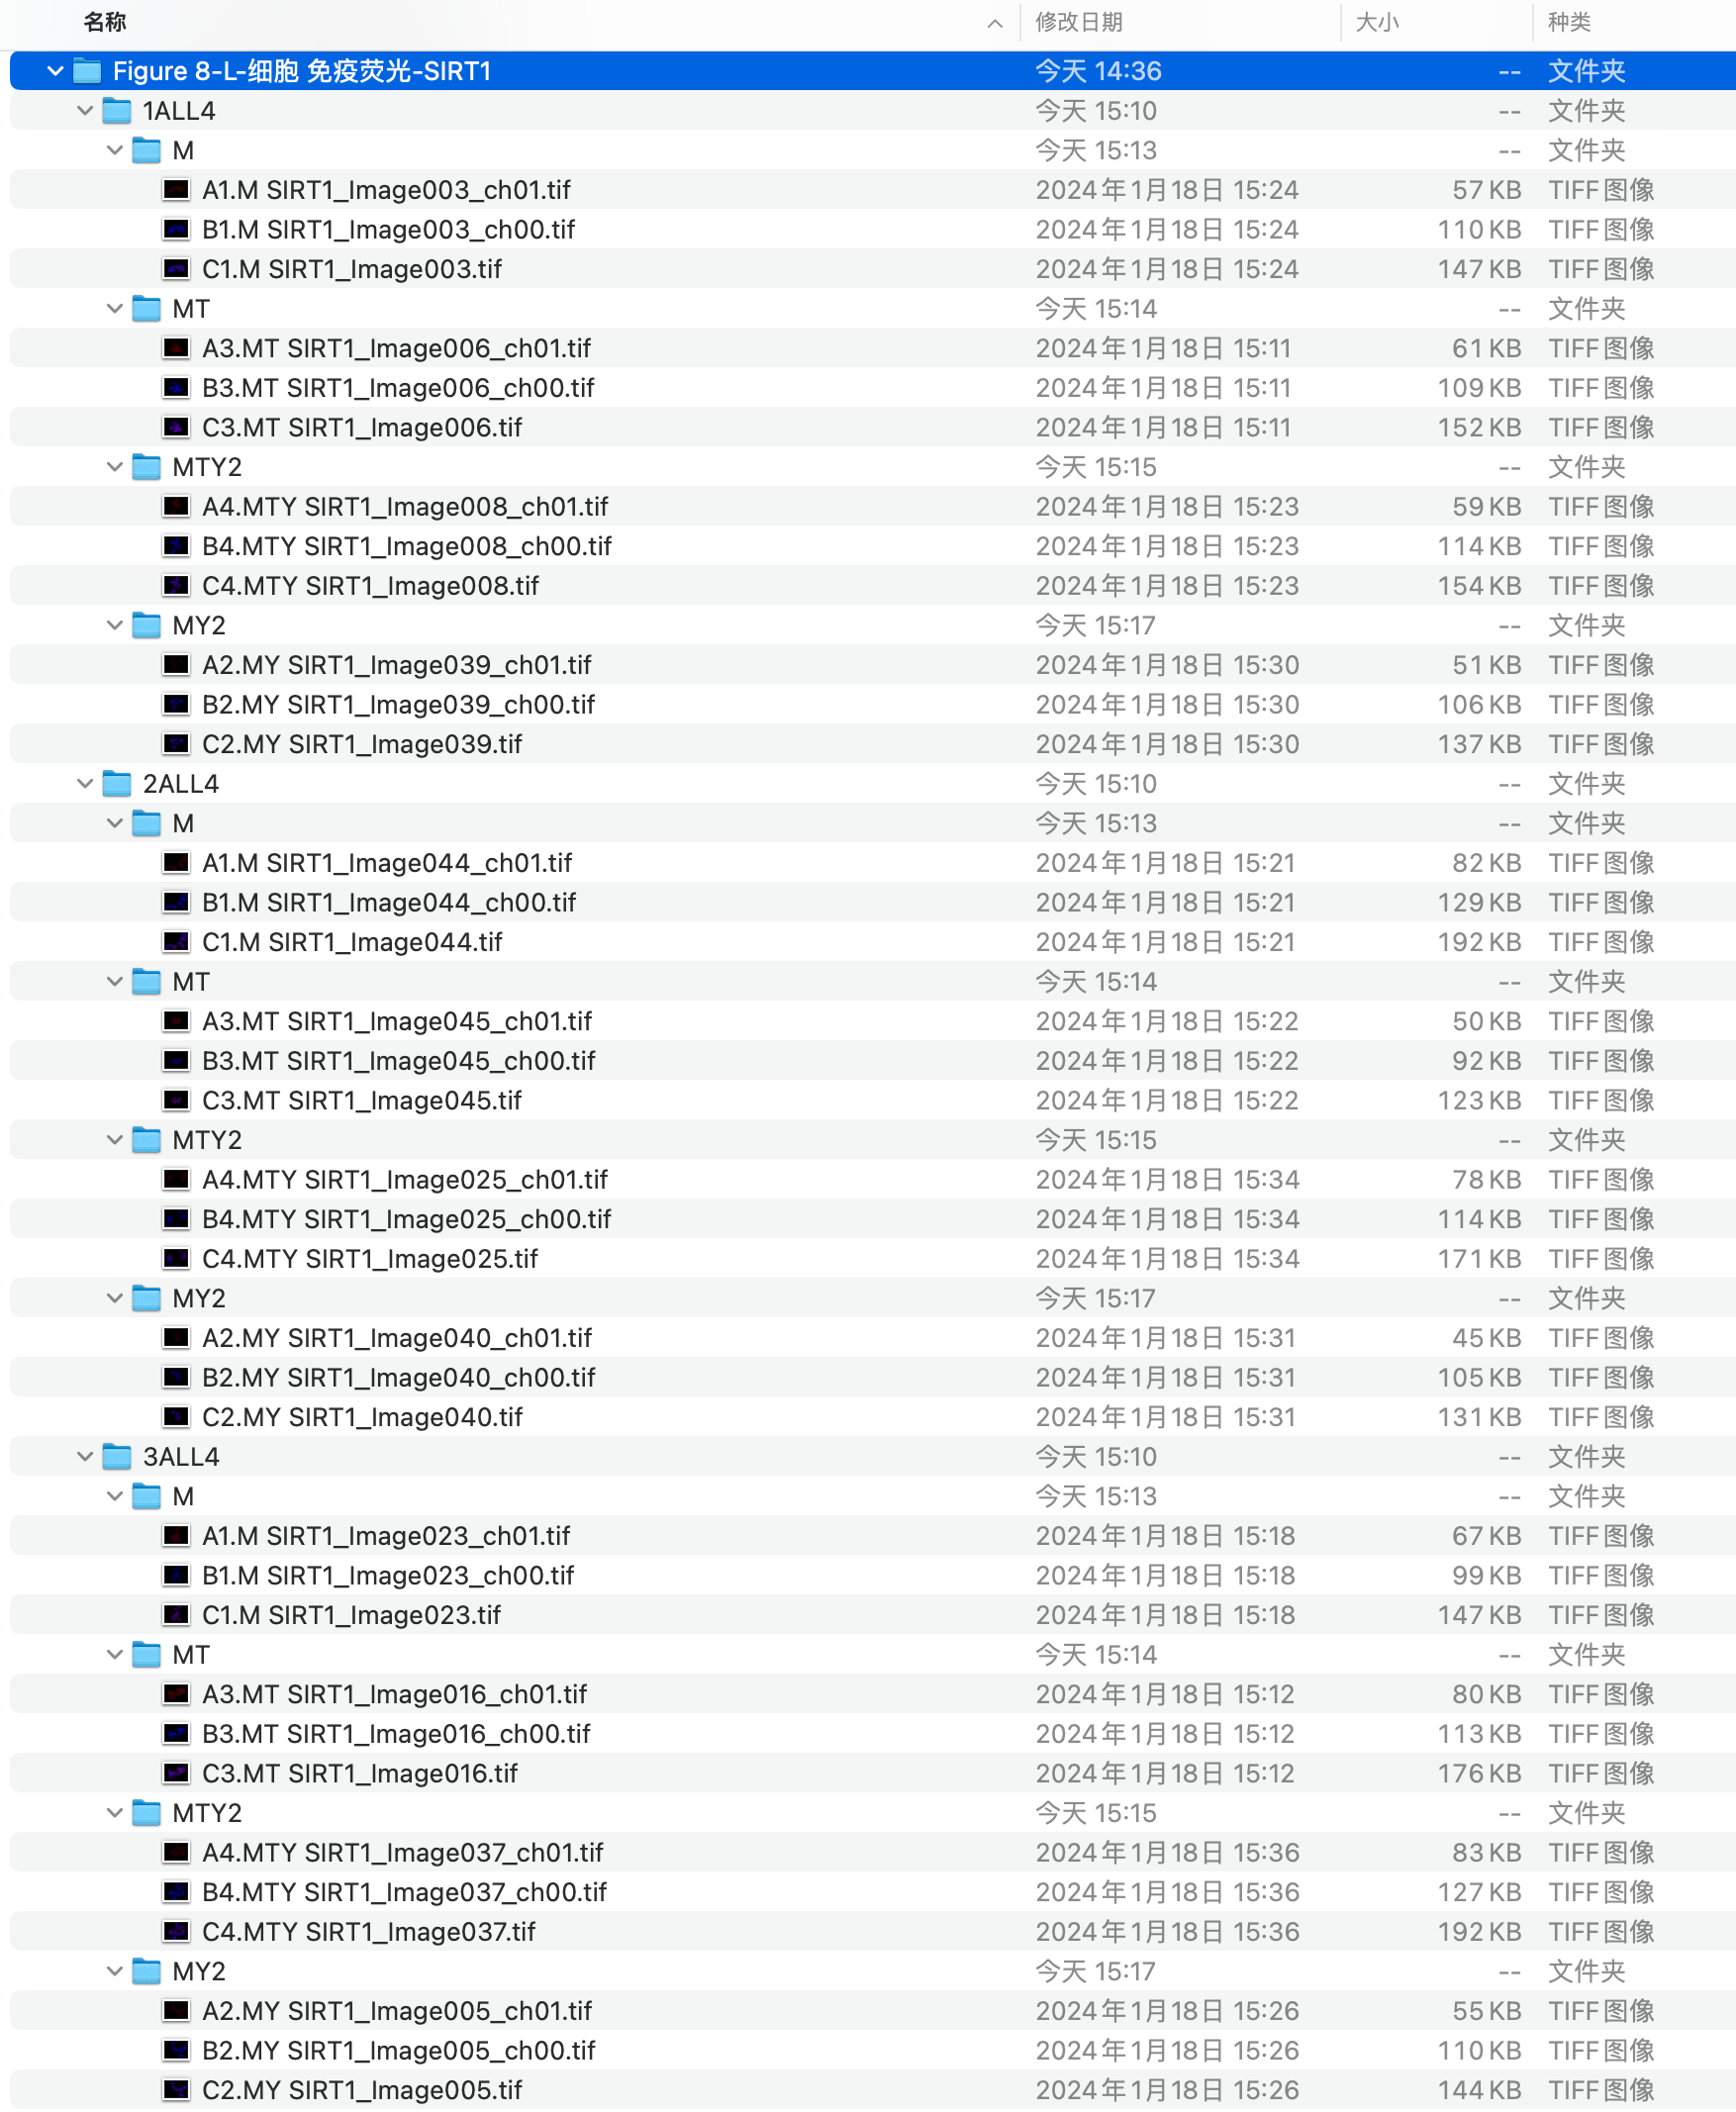 名称 修改日期 大小 种类
Figure 8-L-细胞 免疫荧光-SIRT1 今天 14:36 -- 文件夹
1ALL4 今天 15:10 -- 文件夹
M 今天 15:13 -- 文件夹
A1.M SIRT1_Image003_ch01.tif 2024年1月18日 15:24 57 KB TIFF图像
B1.M SIRT1_Image003_ch00.tif 2024年1月18日 15:24 110 KB TIFF图像
C1.M SIRT1_Image003.tif 2024年1月18日 15:24 147 KB TIFF图像
MT 今天 15:14 -- 文件夹
A3.MT SIRT1_Image006_ch01.tif 2024年1月18日 15:11 61 KB TIFF图像
B3.MT SIRT1_Image006_ch00.tif 2024年1月18日 15:11 109 KB TIFF图像
C3.MT SIRT1_Image006.tif 2024年1月18日 15:11 152 KB TIFF图像
MTY2 今天 15:15 -- 文件夹
A4.MTY SIRT1_Image008_ch01.tif 2024年1月18日 15:23 59 KB TIFF图像
B4.MTY SIRT1_Image008_ch00.tif 2024年1月18日 15:23 114 KB TIFF图像
C4.MTY SIRT1_Image008.tif 2024年1月18日 15:23 154 KB TIFF图像
MY2 今天 15:17 -- 文件夹
A2.MY SIRT1_Image039_ch01.tif 2024年1月18日 15:30 51 KB TIFF图像
B2.MY SIRT1_Image039_ch00.tif 2024年1月18日 15:30 106 KB TIFF图像
C2.MY SIRT1_Image039.tif 2024年1月18日 15:30 137 KB TIFF图像
2ALL4 今天 15:10 -- 文件夹
M 今天 15:13 -- 文件夹
A1.M SIRT1_Image044_ch01.tif 2024年1月18日 15:21 82 KB TIFF图像
B1.M SIRT1_Image044_ch00.tif 2024年1月18日 15:21 129 KB TIFF图像
C1.M SIRT1_Image044.tif 2024年1月18日 15:21 192 KB TIFF图像
MT 今天 15:14 -- 文件夹
A3.MT SIRT1_Image045_ch01.tif 2024年1月18日 15:22 50 KB TIFF图像
B3.MT SIRT1_Image045_ch00.tif 2024年1月18日 15:22 92 KB TIFF图像
C3.MT SIRT1_Image045.tif 2024年1月18日 15:22 123 KB TIFF图像
MTY2 今天 15:15 -- 文件夹
A4.MTY SIRT1_Image025_ch01.tif 2024年1月18日 15:34 78 KB TIFF图像
B4.MTY SIRT1_Image025_ch00.tif 2024年1月18日 15:34 114 KB TIFF图像
C4.MTY SIRT1_Image025.tif 2024年1月18日 15:34 171 KB TIFF图像
MY2 今天 15:17 -- 文件夹
A2.MY SIRT1_Image040_ch01.tif 2024年1月18日 15:31 45 KB TIFF图像
B2.MY SIRT1_Image040_ch00.tif 2024年1月18日 15:31 105 KB TIFF图像
C2.MY SIRT1_Image040.tif 2024年1月18日 15:31 131 KB TIFF图像
3ALL4 今天 15:10 -- 文件夹
M 今天 15:13 -- 文件夹
A1.M SIRT1_Image023_ch01.tif 2024年1月18日 15:18 67 KB TIFF图像
B1.M SIRT1_Image023_ch00.tif 2024年1月18日 15:18 99 KB TIFF图像
C1.M SIRT1_Image023.tif 2024年1月18日 15:18 147 KB TIFF图像
MT 今天 15:14 -- 文件夹
A3.MT SIRT1_Image016_ch01.tif 2024年1月18日 15:12 80 KB TIFF图像
B3.MT SIRT1_Image016_ch00.tif 2024年1月18日 15:12 113 KB TIFF图像
C3.MT SIRT1_Image016.tif 2024年1月18日 15:12 176 KB TIFF图像
MTY2 今天 15:15 -- 文件夹
A4.MTY SIRT1_Image037_ch01.tif 2024年1月18日 15:36 83 KB TIFF图像
B4.MTY SIRT1_Image037_ch00.tif 2024年1月18日 15:36 127 KB TIFF图像
C4.MTY SIRT1_Image037.tif 2024年1月18日 15:36 192 KB TIFF图像
MY2 今天 15:17 -- 文件夹
A2.MY SIRT1_Image005_ch01.tif 2024年1月18日 15:26 55 KB TIFF图像
B2.MY SIRT1_Image005_ch00.tif 2024年1月18日 15:26 110 KB TIFF图像
C2.MY SIRT1_Image005.tif 2024年1月18日 15:26 144 KB TIFF图像